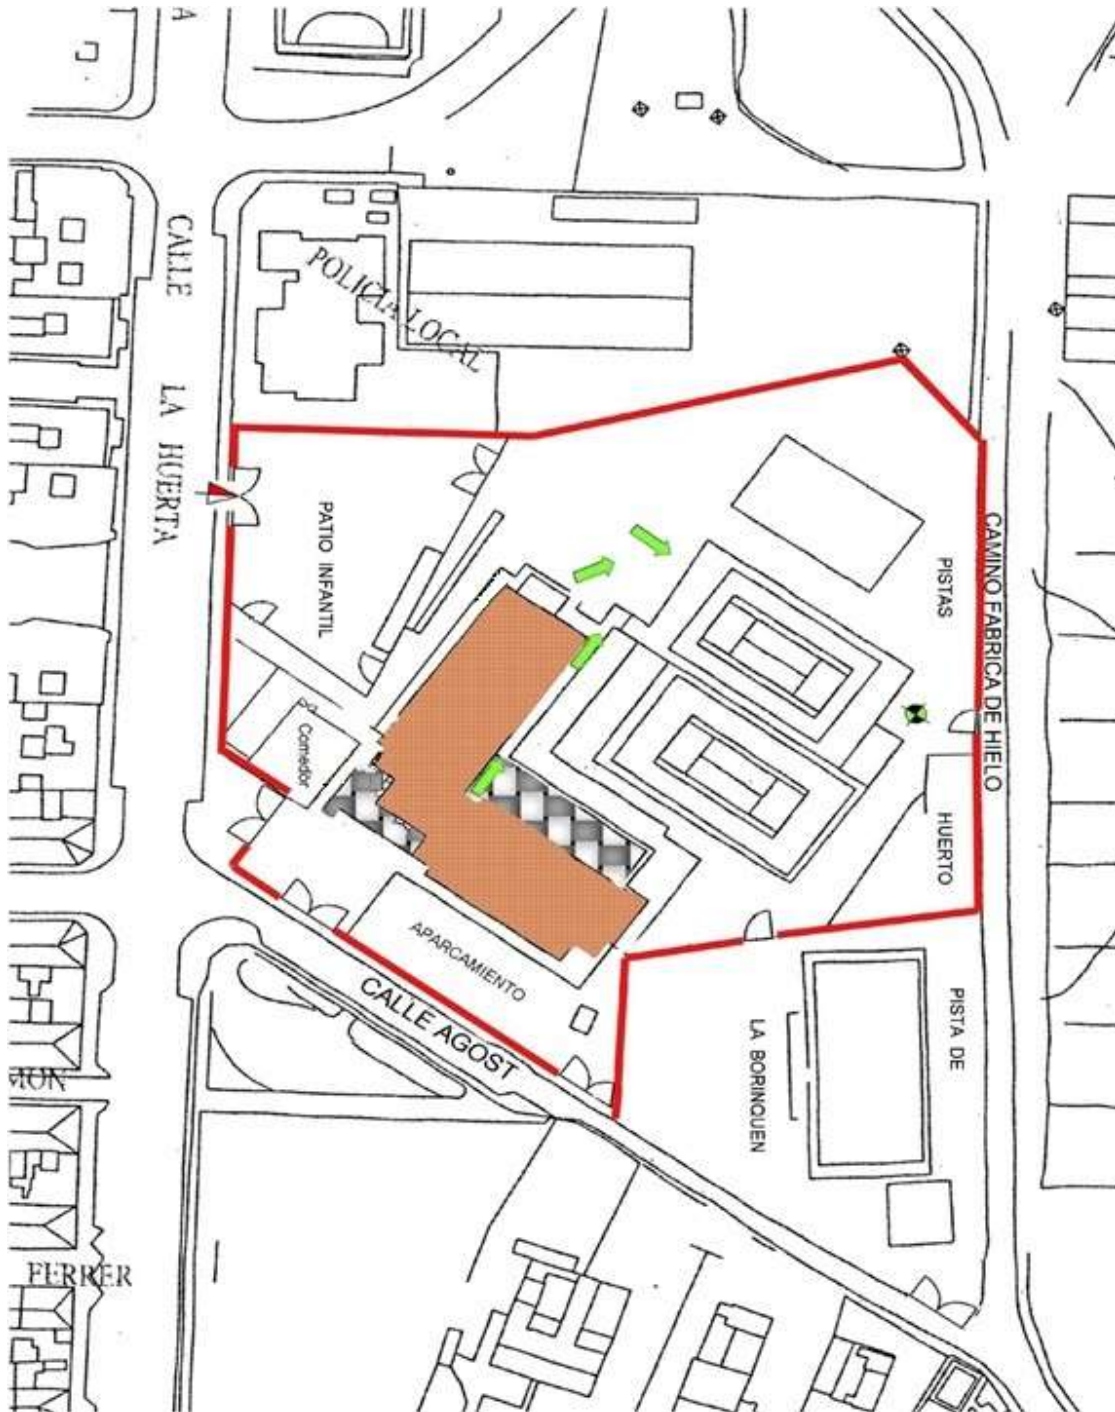 A
CALLE LA HUERTA
POLICIA LOCAL
PATIO INFANTIL
PISTAS
CAMINO FABRICA DE HIELO
Comedor
HUERTO
APARCAMIENTO
CALLE AGOST
PISTA DE
LA BORINQUEN
MON
FERRER